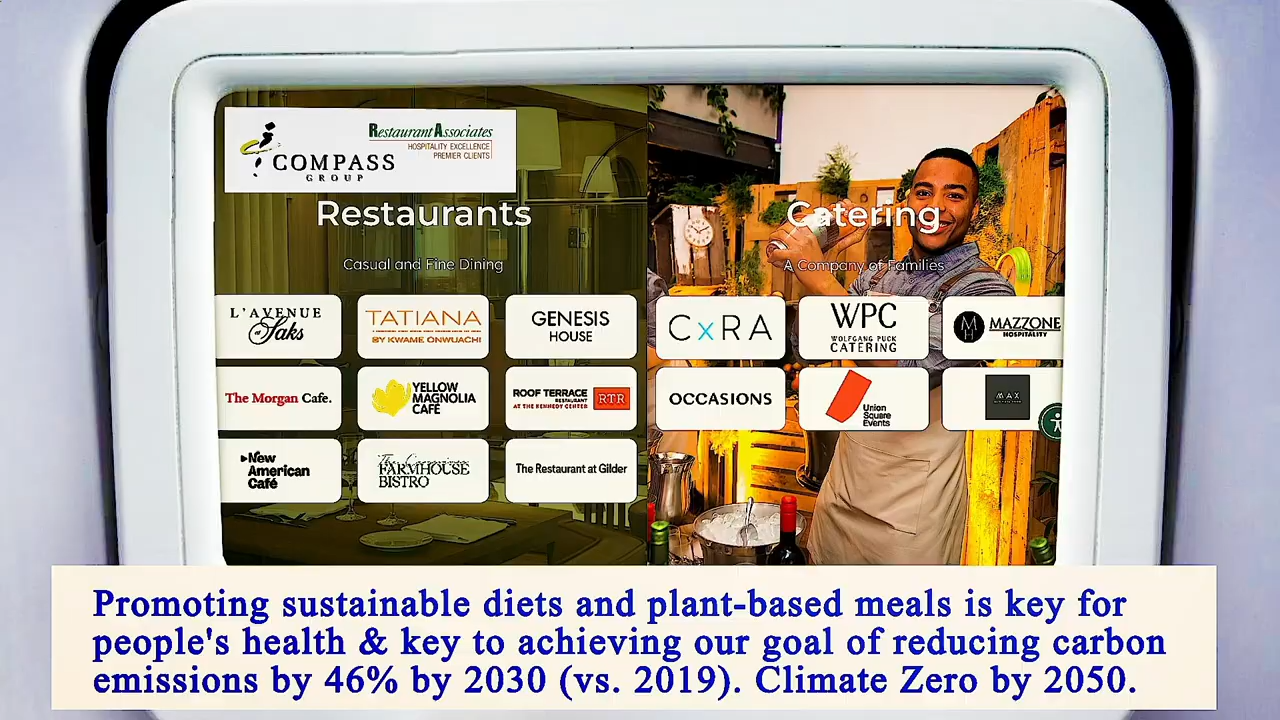 COMPASS
GROUP
Restaurant Associates
HOSPITALITY EXCELLENCE
PREMIER CLIENTS
Restaurants
Casual and Fine Dining
L'AVENUE
Saks
TATIANA
BY KWAME ONWUACHI
GENESIS
HOUSE
The Morgan Cafe.
YELLOW
MAGNOLIA
CAFÉ
ROOF TERRACE
RESTAURANT
AT THE KENNEDY CENTER
RTR
New
American
Café
FARMHOUSE
BISTRO
The Restaurant at Gilder
Catering
A Company of Families
CxRA
WPC
WOLFGANG PUCK
CATERING
MH
MAZZONE
HOSPITALITY
OCCASIONS
Union
Square
Events
MAX
Promoting sustainable diets and plant-based meals is key for
people's health & key to achieving our goal of reducing carbon
emissions by 46% by 2030 (vs. 2019). Climate Zero by 2050.